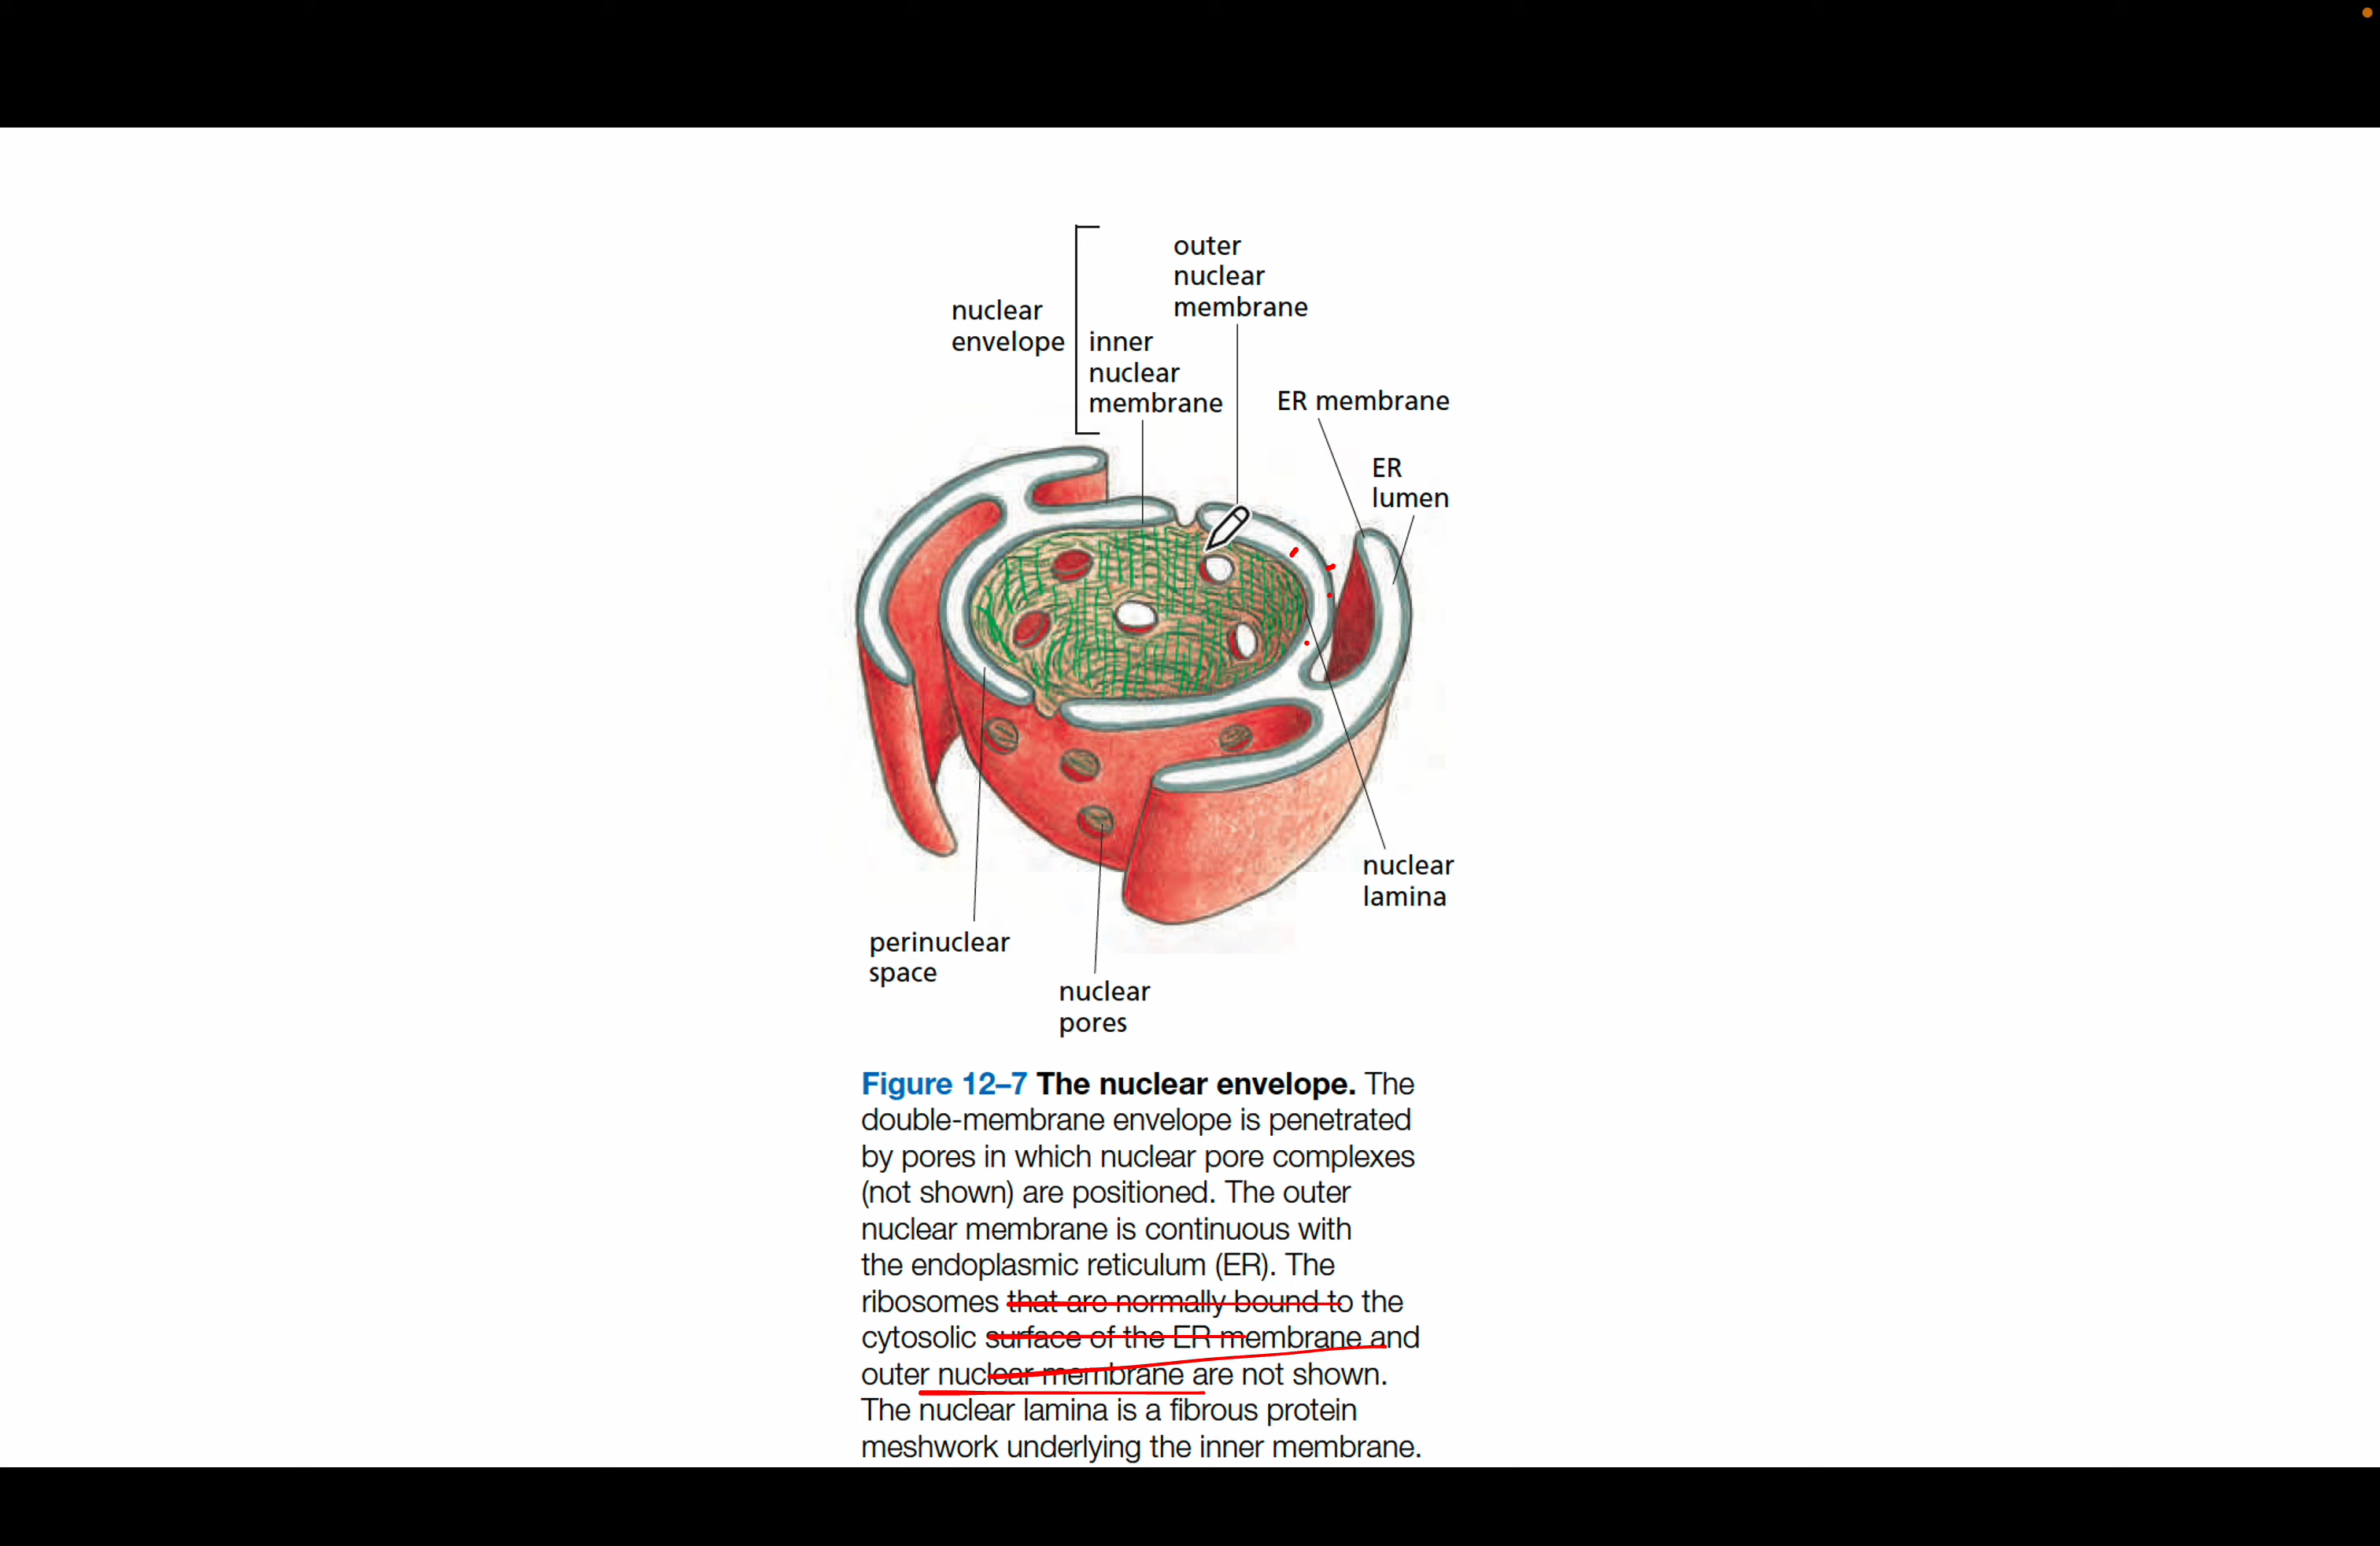 outer
nuclear
membrane
nuclear
envelope
inner
nuclear
membrane
ER membrane
ER
lumen
nuclear
lamina
perinuclear
space
nuclear
pores
Figure 12–7 The nuclear envelope. The
double-membrane envelope is penetrated
by pores in which nuclear pore complexes
(not shown) are positioned. The outer
nuclear membrane is continuous with
the endoplasmic reticulum (ER). The
ribosomes that are normally bound to the
cytosolic surface of the ER membrane and
outer nuclear membrane are not shown.
The nuclear lamina is a fibrous protein
meshwork underlying the inner membrane.